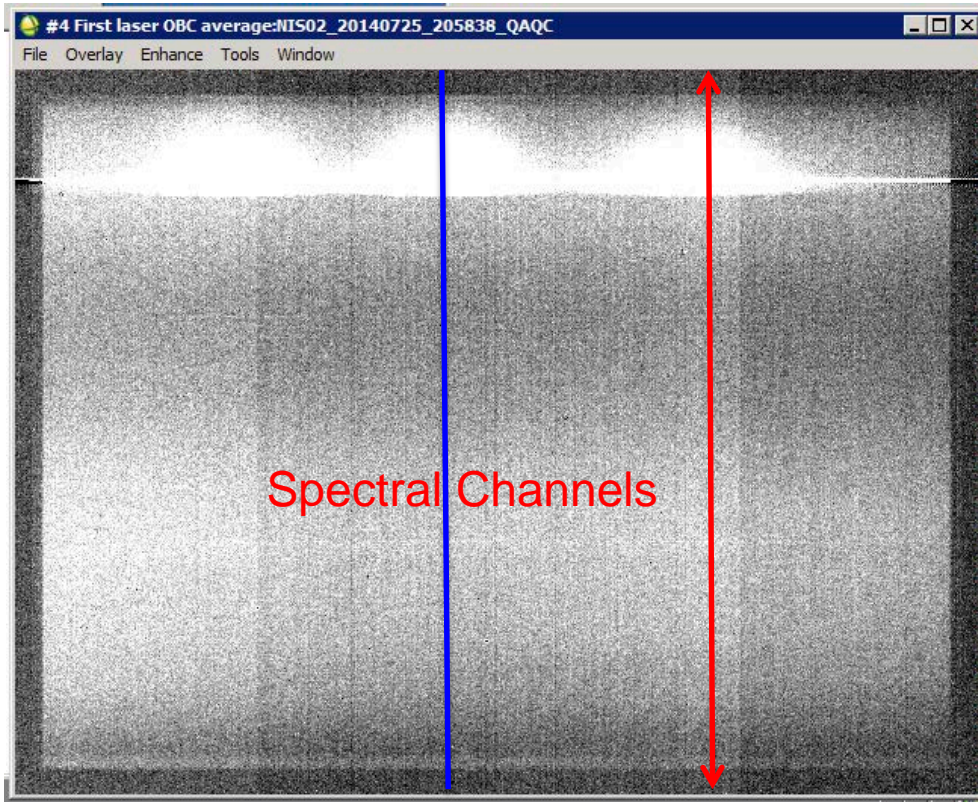 #4 First laser OBC average:NIS02_20140725_205838_QAQC
File Overlay Enhance Tools Window
Spectral Channels